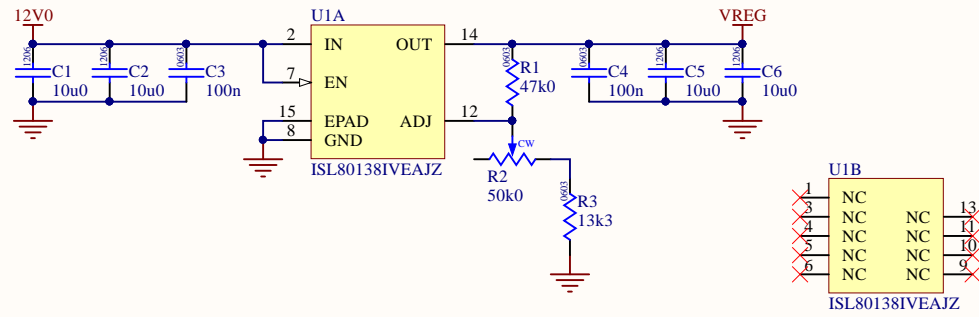 12V0
U1A
VREG
1206
1206
0603
2
IN
OUT
14
0603
0603
1206
1206
C1
10u0
C2
10u0
C3
100n
7
EN
R1
47k0
C4
100n
C5
10u0
C6
10u0
15
EPAD
ADJ
12
8
GND
ISL80138IVEAJZ
CW
R2
50k0
0603
R3
13k3
U1B
1
NC
3
NC
NC
13
4
NC
NC
11
5
NC
NC
10
6
NC
NC
9
ISL80138IVEAJZ